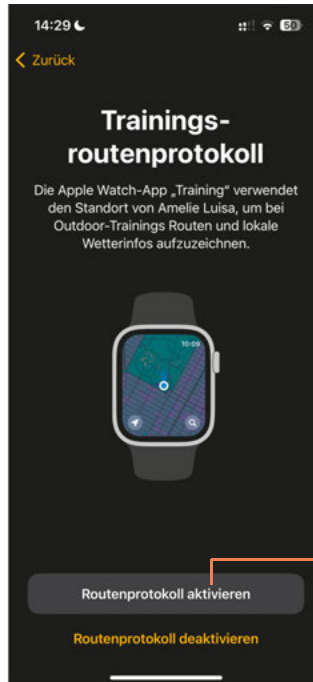 14:29
50
Zurück
Trainings-
routenprotokoll
Die Apple Watch-App „Training“ verwendet
den Standort von Amelie Luisa, um bei
Outdoor-Trainings Routen und lokale
Wetterinfos aufzuzeichnen.
10:09
Routenprotokoll aktivieren
Routenprotokoll deaktivieren